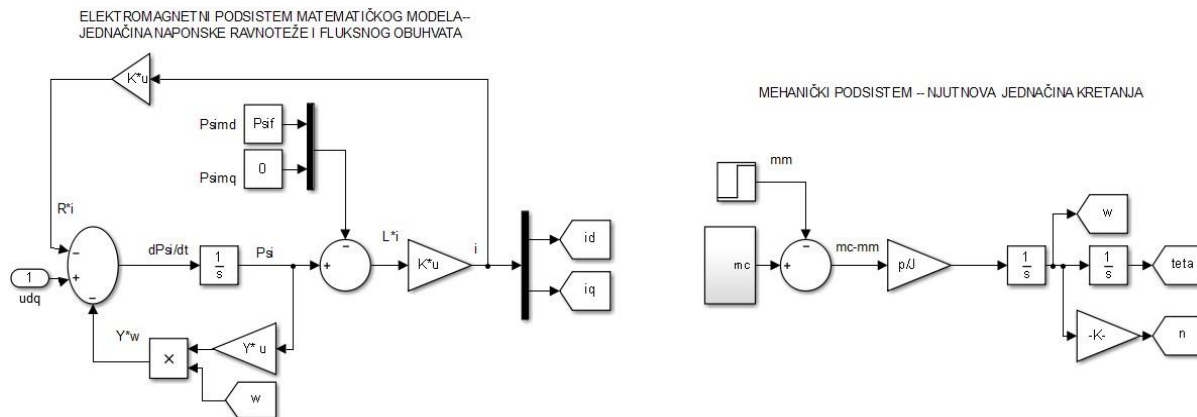 ELEKTROMAGNETNI PODSISTEM MATEMATIČKOG MODELA--
JEDNAČINA NAPONSKE RAVNOTEŽE I FLUKSNOG OBUHVATA
K*u
Psimd
Psif
Psimq
0
R*i
dPsi/dt
1
s
Psi
L*i
K*u
i
id
iq
1
udq
Y*w
×
Y* u
w
MEHANIČKI PODSISTEM -- NJUTNOVA JEDNAČINA KRETANJA
mm
mc
mc-mm
p/J
1
s
w
1
s
teta
-K-
n